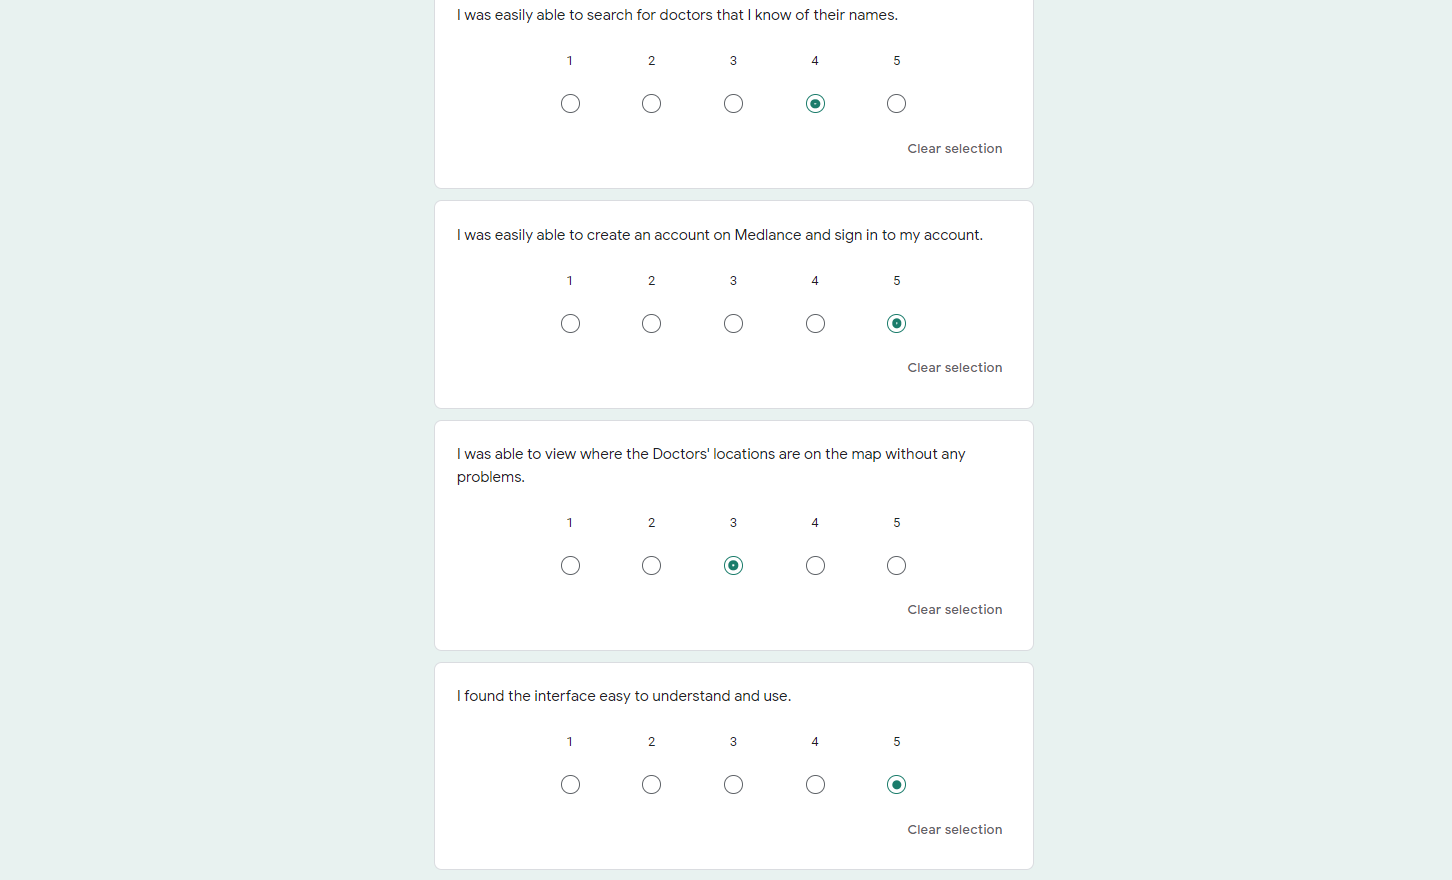 I was easily able to search for doctors that I know of their names.
1 2 3 4 5
Clear selection
I was easily able to create an account on Medlance and sign in to my account.
1 2 3 4 5
Clear selection
I was able to view where the Doctors' locations are on the map without any
problems.
1 2 3 4 5
Clear selection
I found the interface easy to understand and use.
1 2 3 4 5
Clear selection